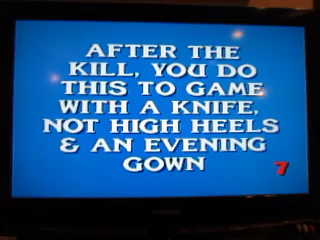 AFTER THE
KILL, YOU DO
THIS TO GAME
WITH A KNIFE,
NOT HIGH HEELS
& AN EVENING
GOWN
7